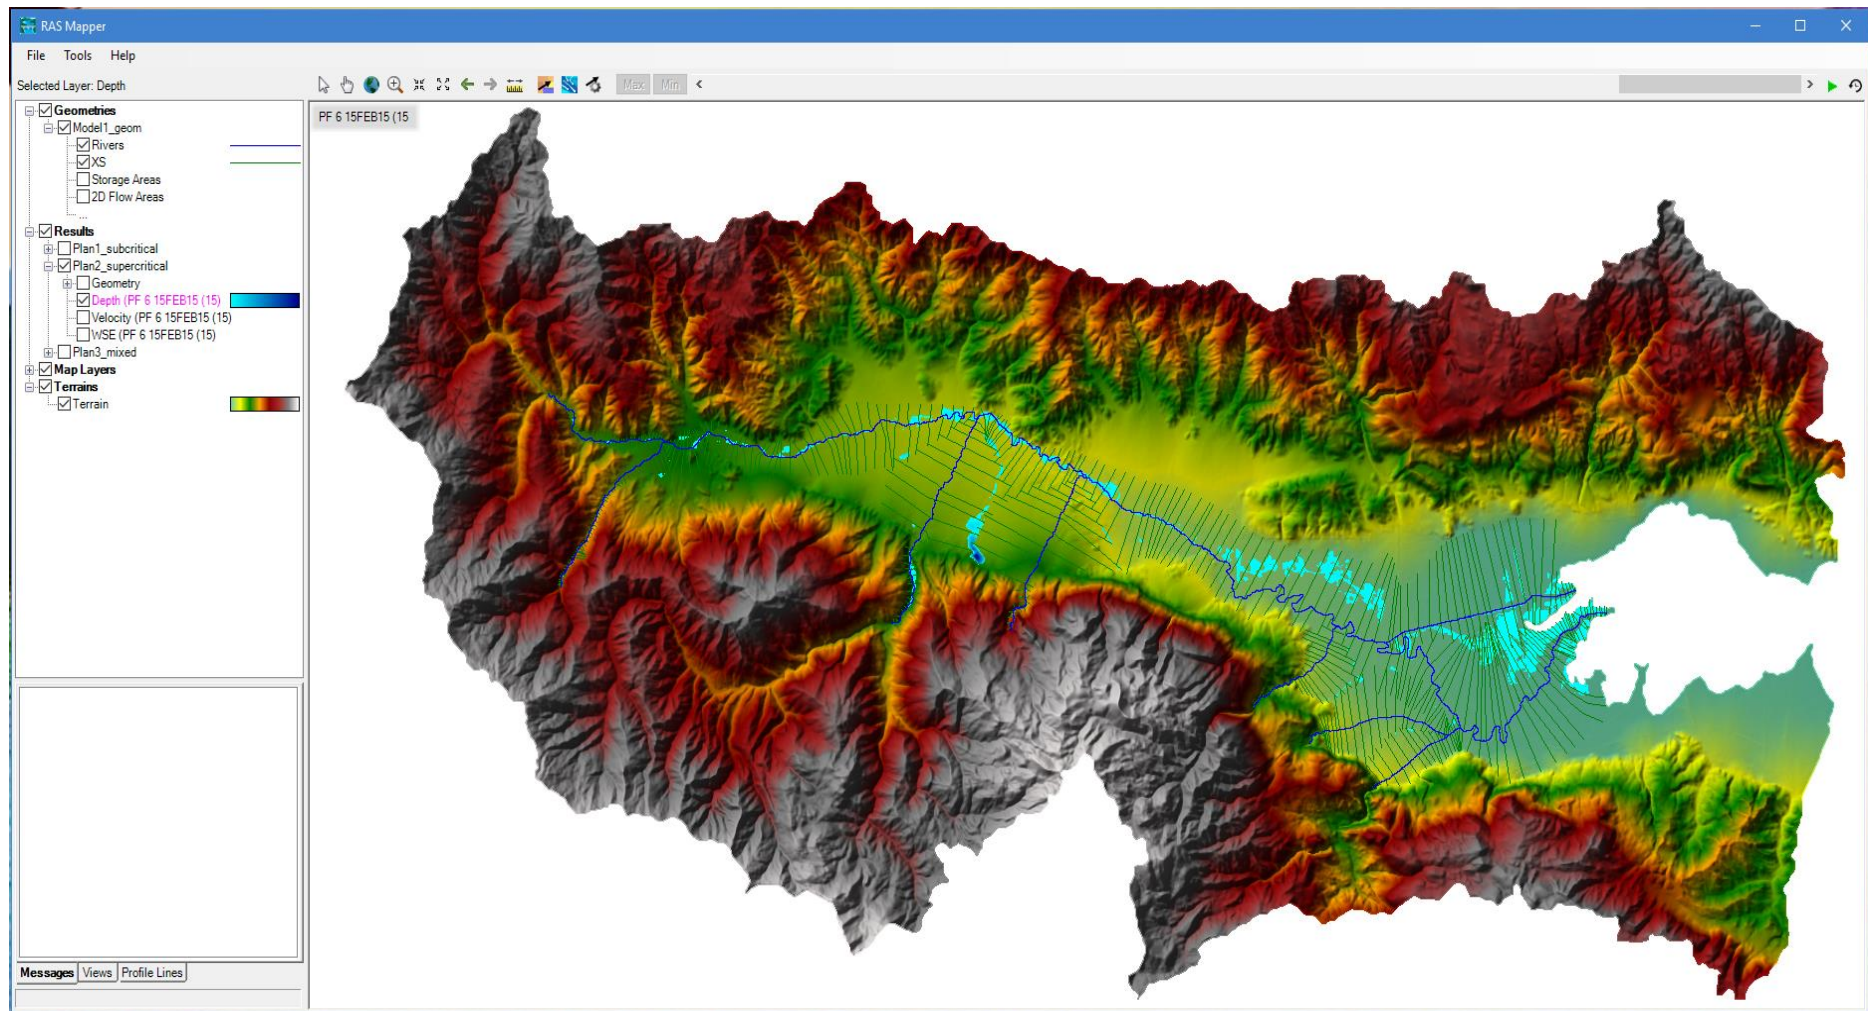 RAS Mapper
File Tools Help
Selected Layer: Depth
Max Min
Geometries
Model1_geom
Rivers
XS
Storage Areas
2D Flow Areas
...
Results
Plan1_subcritical
Plan2_supercritical
Geometry
Depth (PF 6 15FEB15 (15)
Velocity (PF 6 15FEB15 (15)
WSE (PF 6 15FEB15 (15)
Plan3_mixed
Map Layers
Terrains
Terrain
PF 6 15FEB15 (15
Messages Views Profile Lines